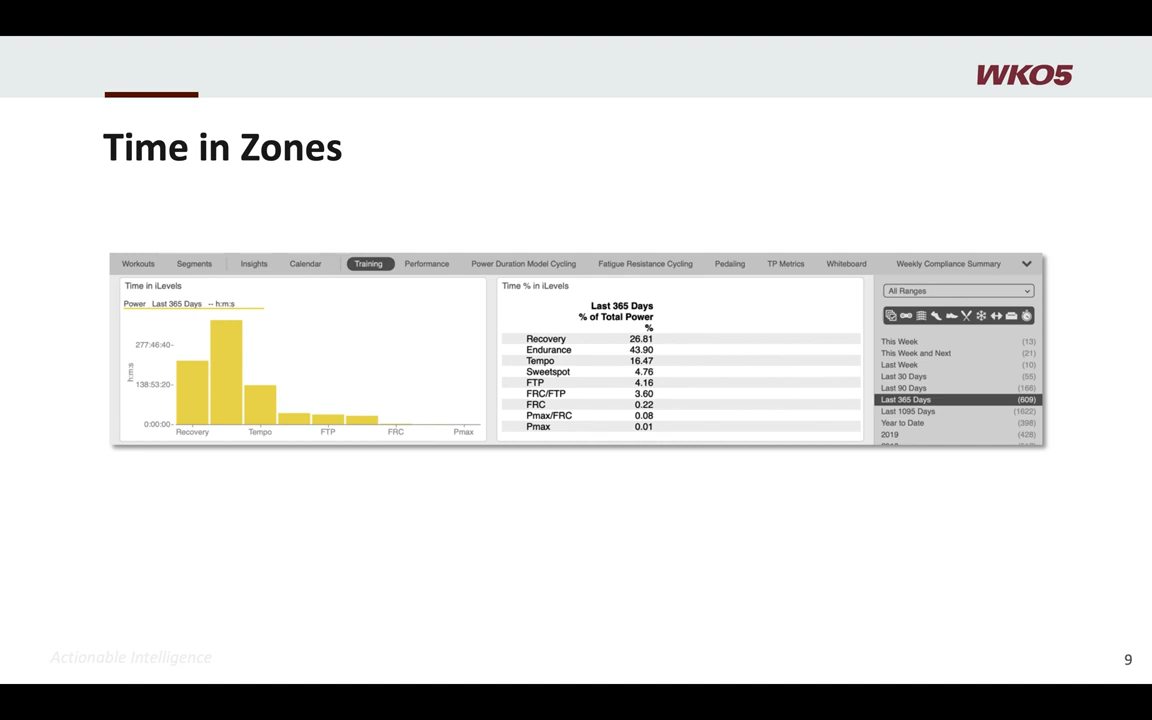 WKO5
Time in Zones
Workouts Segments Insights Calendar Training Performance Power Duration Model Cycling Fatigue Resistance Cycling Pedaling TP Metrics Whiteboard Weekly Compliance Summary
Time in iLevels
Power Last 365 Days -- h:m:s
277:46:40-
138:53:20-
0:00:00-
h:m:s
Recovery Tempo FTP FRC Pmax
Time % in iLevels
Last 365 Days
% of Total Power
%
Recovery 26.81
Endurance 43.90
Tempo 16.47
Sweetspot 4.76
FTP 4.16
FRC/FTP 3.60
FRC 0.22
Pmax/FRC 0.08
Pmax 0.01
All Ranges
This Week (13)
This Week and Next (21)
Last Week (10)
Last 30 Days (55)
Last 90 Days (166)
Last 365 Days (609)
Last 1095 Days (1622)
Year to Date (398)
2019 (428)
Actionable Intelligence
9